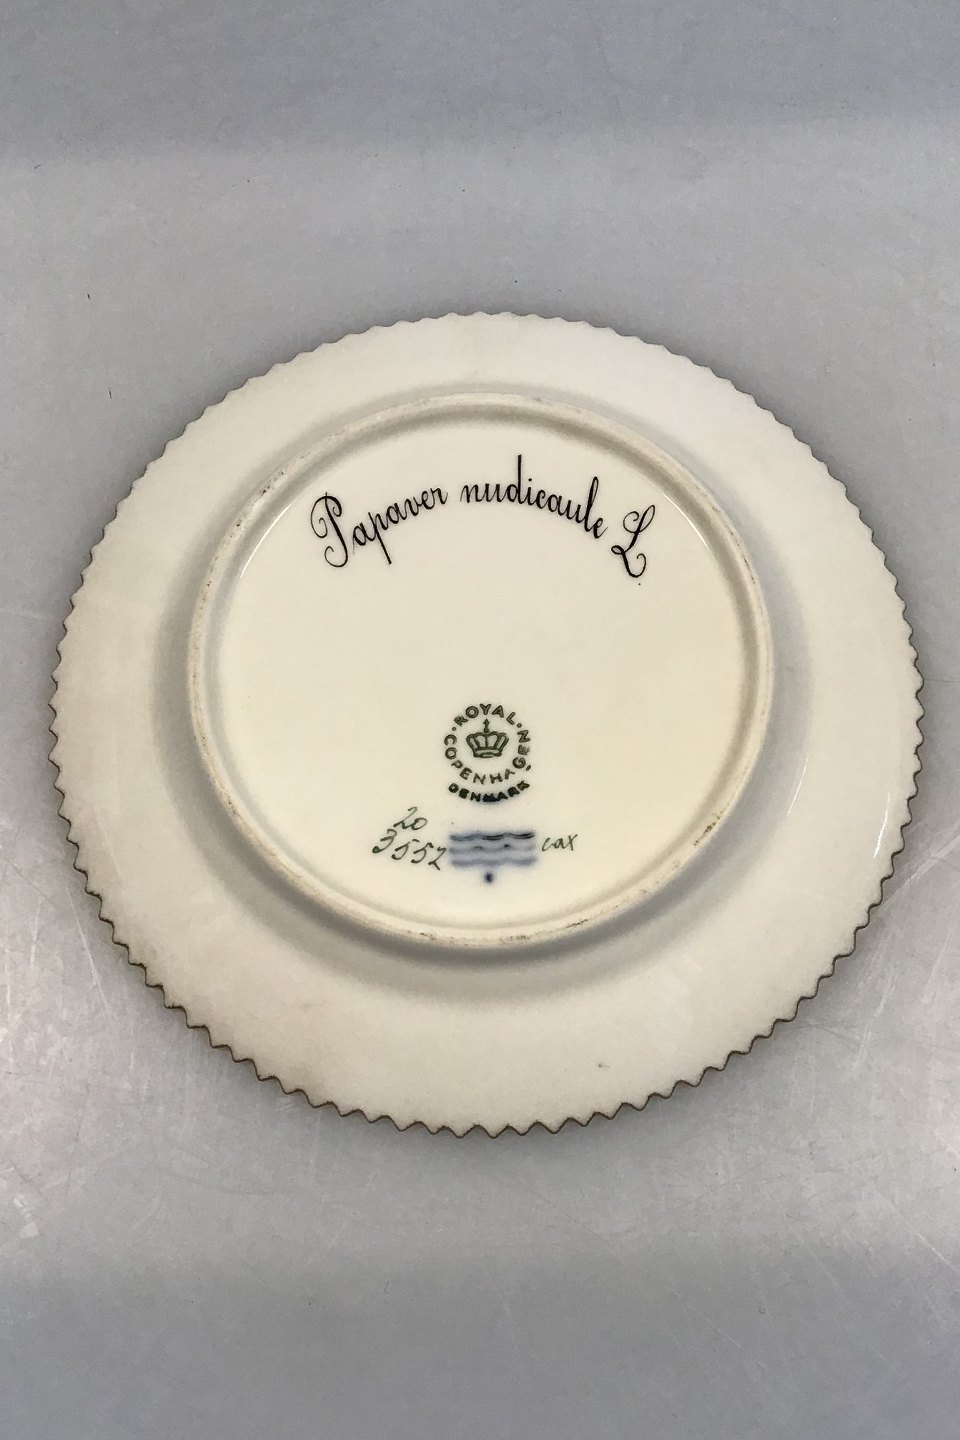 Papaver nudicaule L
ROYAL COPENHAGEN
DENMARK
20
3552 cax